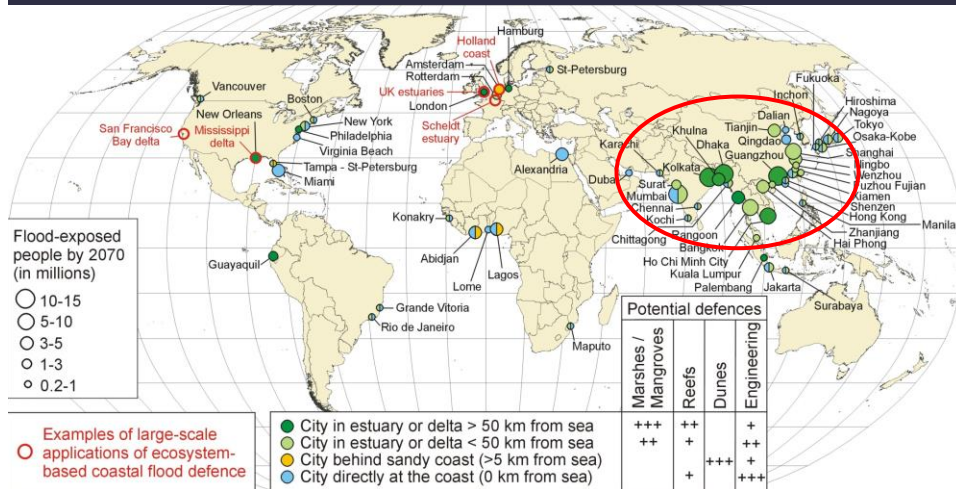 Hamburg
Holland
coast
Amsterdam
Rotterdam
UK estuaries
London
Scheldt
estuary
St-Petersburg
Vancouver
Boston
New Orleans
New York
Philadelphia
Virginia Beach
San Francisco
Bay delta
Mississippi
delta
Tampa - St-Petersburg
Miami
Alexandria
Dubai
Karachi
Khulna
Dhaka
Kolkata
Surat
Mumbai
Chennai
Kochi
Chittagong
Rangoon
Bangkok
Ho Chi Minh City
Kuala Lumpur
Palembang
Jakarta
Surabaya
Inchon
Dalian
Tianjin
Qingdao
Guangzhou
Fukuoka
Hiroshima
Nagoya
Tokyo
Osaka-Kobe
Shanghai
Ningbo
Wenzhou
Fuzhou Fujian
Xiamen
Shenzen
Hong Kong
Manila
Zhanjiang
Hai Phong
Konakry
Abidjan
Lome
Lagos
Guayaquil
Grande Vitoria
Rio de Janeiro
Maputo
Flood-exposed
people by 2070
(in millions)
10-15
5-10
3-5
1-3
0.2-1
Examples of large-scale
applications of ecosystem-
based coastal flood defence
Potential defences
Marshes /
Mangroves
Reefs
Dunes
Engineering
City in estuary or delta > 50 km from sea +++ ++ +
City in estuary or delta < 50 km from sea ++ + ++
City behind sandy coast (>5 km from sea) +++ +
City directly at the coast (0 km from sea) + +++